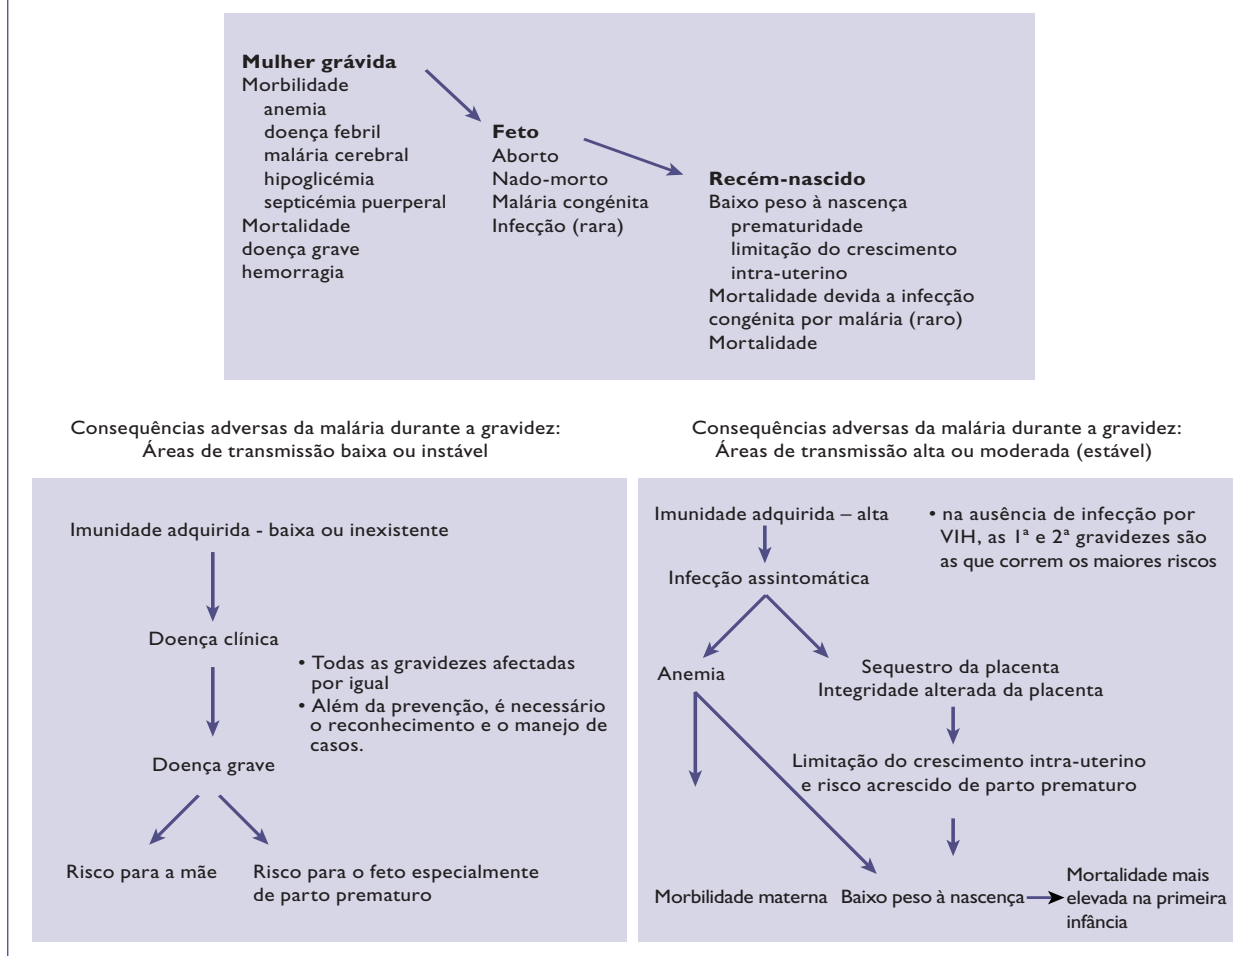 Mulher grávida
Morbilidade
anemia
doença febril
malária cerebral
hipoglicémia
septicémia puerperal
Mortalidade
doença grave
hemorragia
Feto
Aborto
Nado-morto
Malária congénita
Infecção (rara)
Recém-nascido
Baixo peso à nascença
prematuridade
limitação do crescimento
intra-uterino
Mortalidade devida a infecção
congénita por malária (raro)
Mortalidade
Consequências adversas da malária durante a gravidez:
Áreas de transmissão baixa ou instável
Imunidade adquirida - baixa ou inexistente
Doença clínica
• Todas as gravidezes afectadas
por igual
• Além da prevenção, é necessário
o reconhecimento e o manejo de
casos.
Doença grave
Risco para a mãe
Risco para o feto especialmente
de parto prematuro
Consequências adversas da malária durante a gravidez:
Áreas de transmissão alta ou moderada (estável)
Imunidade adquirida – alta
• na ausência de infecção por
VIH, as 1ª e 2ª gravidezes são
as que correm os maiores riscos
Infecção assintomática
Anemia
Sequestro da placenta
Integridade alterada da placenta
Limitação do crescimento intra-uterino
e risco acrescido de parto prematuro
Morbilidade materna
Baixo peso à nascença
Mortalidade mais
elevada na primeira
infância